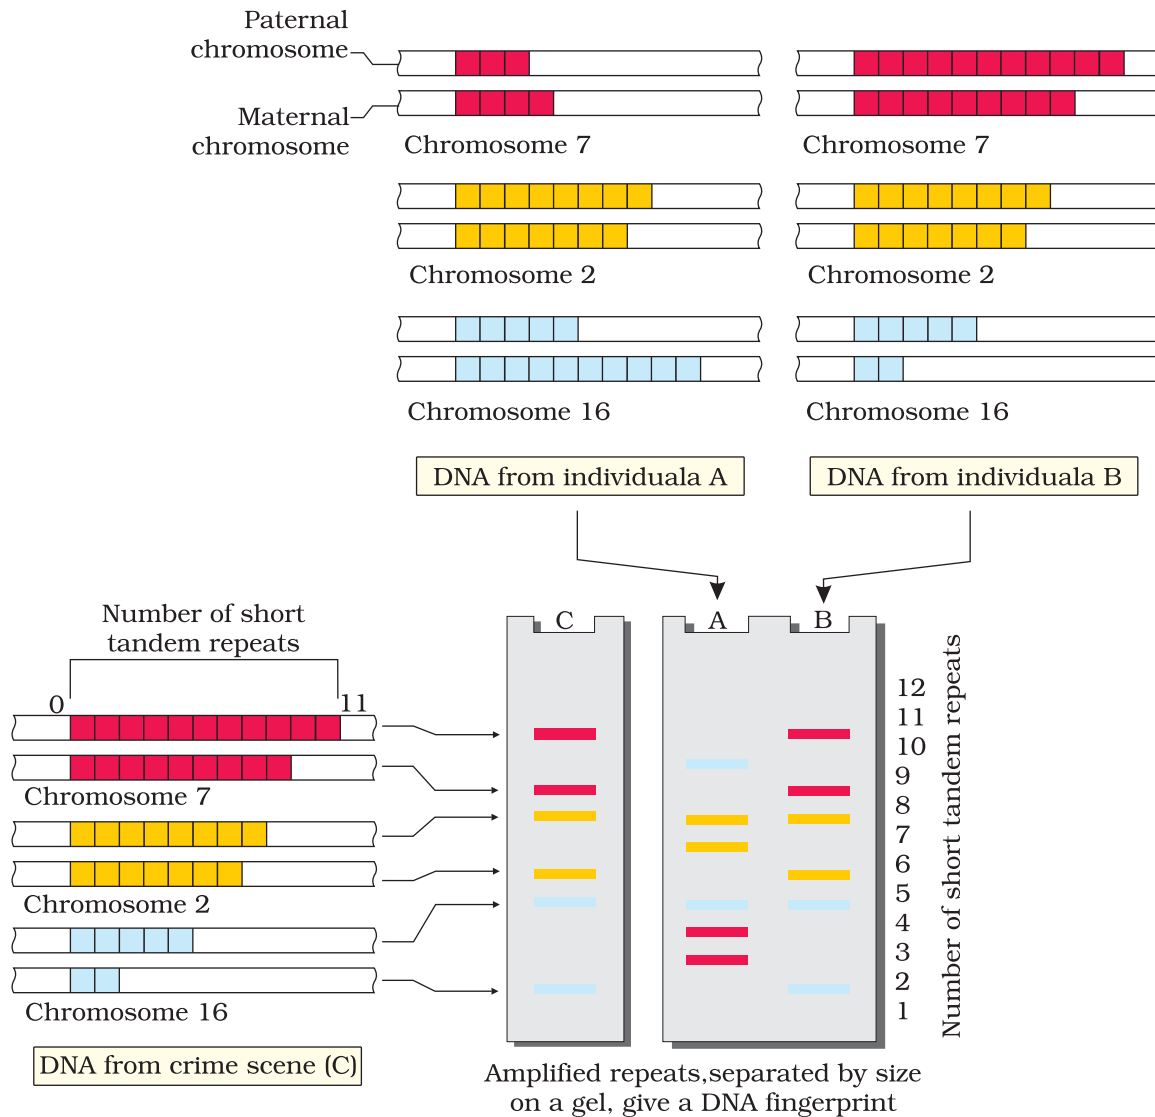 Paternal
chromosome
Maternal
chromosome
Chromosome 7
Chromosome 7
Chromosome 2
Chromosome 2
Chromosome 16
Chromosome 16
DNA from individuala A
DNA from individuala B
Number of short
tandem repeats
0
11
Chromosome 7
Chromosome 2
Chromosome 16
DNA from crime scene (C)
C
A
B
12
11
10
9
8
7
6
5
4
3
2
1
Number of short tandem repeats
Amplified repeats,separated by size
on a gel, give a DNA fingerprint